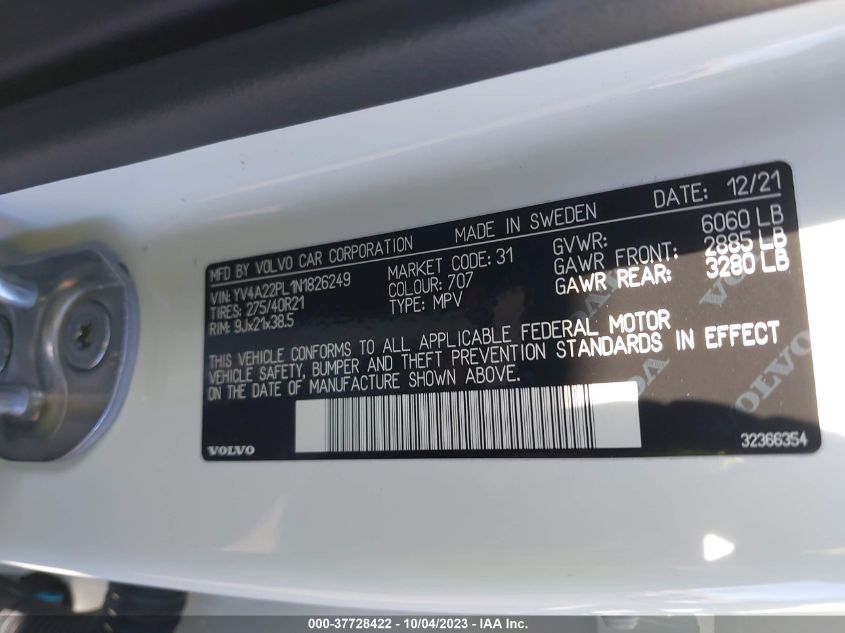 DATE: 12/21
MFD BY VOLVO CAR CORPORATION MADE IN SWEDEN
VIN: YV4A22PL1N1826249 MARKET CODE: 31 GVWR: 6060 LB
TIRES: 275/40R21 COLOUR: 707 GAWR FRONT: 2885 LB
RIM: 9Jx21x38.5 TYPE: MPV GAWR REAR: 3280 LB
THIS VEHICLE CONFORMS TO ALL APPLICABLE FEDERAL MOTOR
VEHICLE SAFETY, BUMPER AND THEFT PREVENTION STANDARDS IN EFFECT
ON THE DATE OF MANUFACTURE SHOWN ABOVE.
VOLVO 32366354
000-37728422 - 10/04/2023 - IAA Inc.